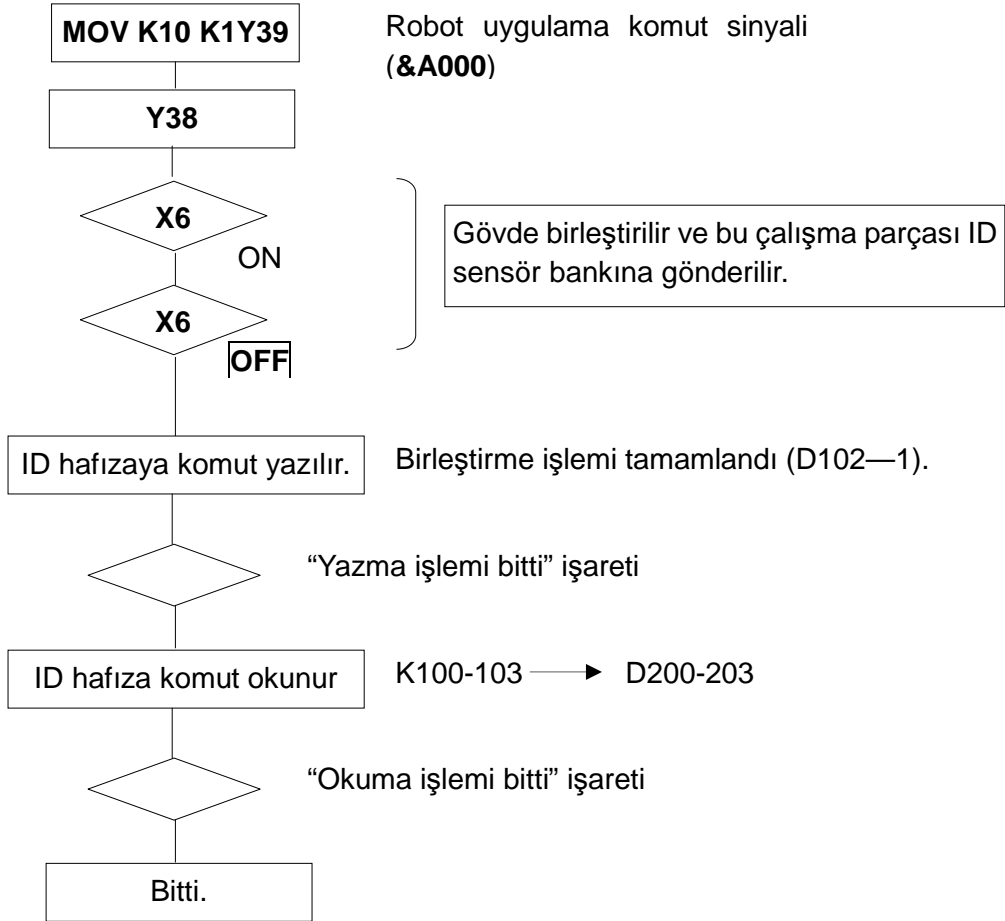 MOV K10 K1Y39
Robot uygulama komut sinyali
(&A000)
Y38
X6
ON
Gövde birleştirilir ve bu çalışma parçası ID
sensör bankına gönderilir.
X6
OFF
ID hafızaya komut yazılır.
Birleştirme işlemi tamamlandı (D102—1).
“Yazma işlemi bitti” işareti
ID hafıza komut okunur
K100-103 → D200-203
“Okuma işlemi bitti” işareti
Bitti.